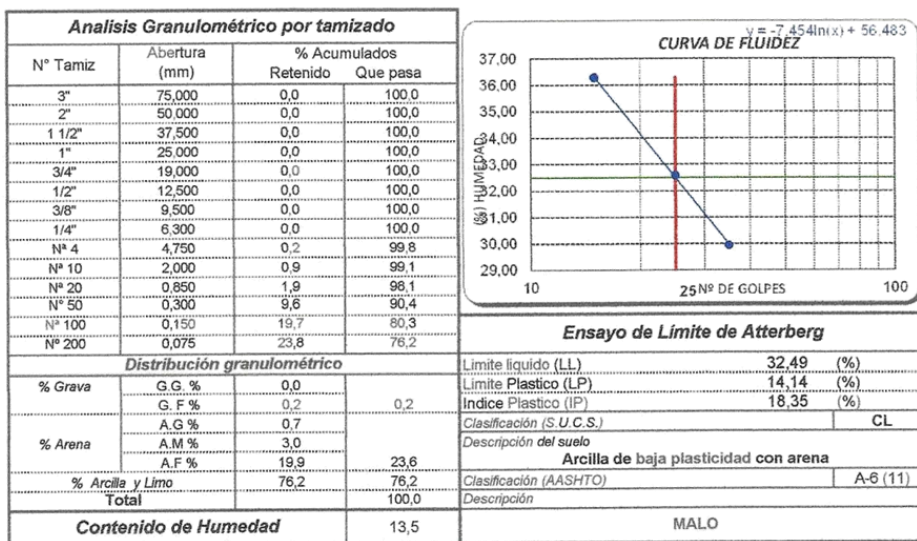 Analisis Granulométrico por tamizado
N° Tamiz Abertura (mm) % Acumulados
Retenido Que pasa
3" 75,000 0,0 100,0
2" 50,000 0,0 100,0
1 1/2" 37,500 0,0 100,0
1" 25,000 0,0 100,0
3/4" 19,000 0,0 100,0
1/2" 12,500 0,0 100,0
3/8" 9,500 0,0 100,0
1/4" 6,300 0,0 100,0
Nª 4 4,750 0,2 99,8
Nª 10 2,000 0,9 99,1
Nª 20 0,850 1,9 98,1
N° 50 0,300 9,6 90,4
Nª 100 0,150 19,7 80,3
Nº 200 0,075 23,8 76,2
Distribución granulométrico
% Grava G.G. % 0,0
G. F % 0,2 0,2
A.G % 0,7
% Arena A.M % 3,0
A.F % 19,9 23,6
% Arcilla y Limo 76,2 76,2
Total 100,0
Contenido de Humedad 13,5
y = -7,454ln(x) + 56,483
CURVA DE FLUIDEZ
37,00
36,00
35,00
34,00
33,00
32,00
31,00
30,00
29,00
(%) HUMEDAD
10 25 Nº DE GOLPES 100
Ensayo de Límite de Atterberg
Limite liquido (LL) 32,49 (%)
Limite Plastico (LP) 14,14 (%)
Indice Plastico (IP) 18,35 (%)
Clasificación (S.U.C.S.) CL
Descripción del suelo
Arcilla de baja plasticidad con arena
Clasificación (AASHTO) A-6 (11)
Descripción
MALO